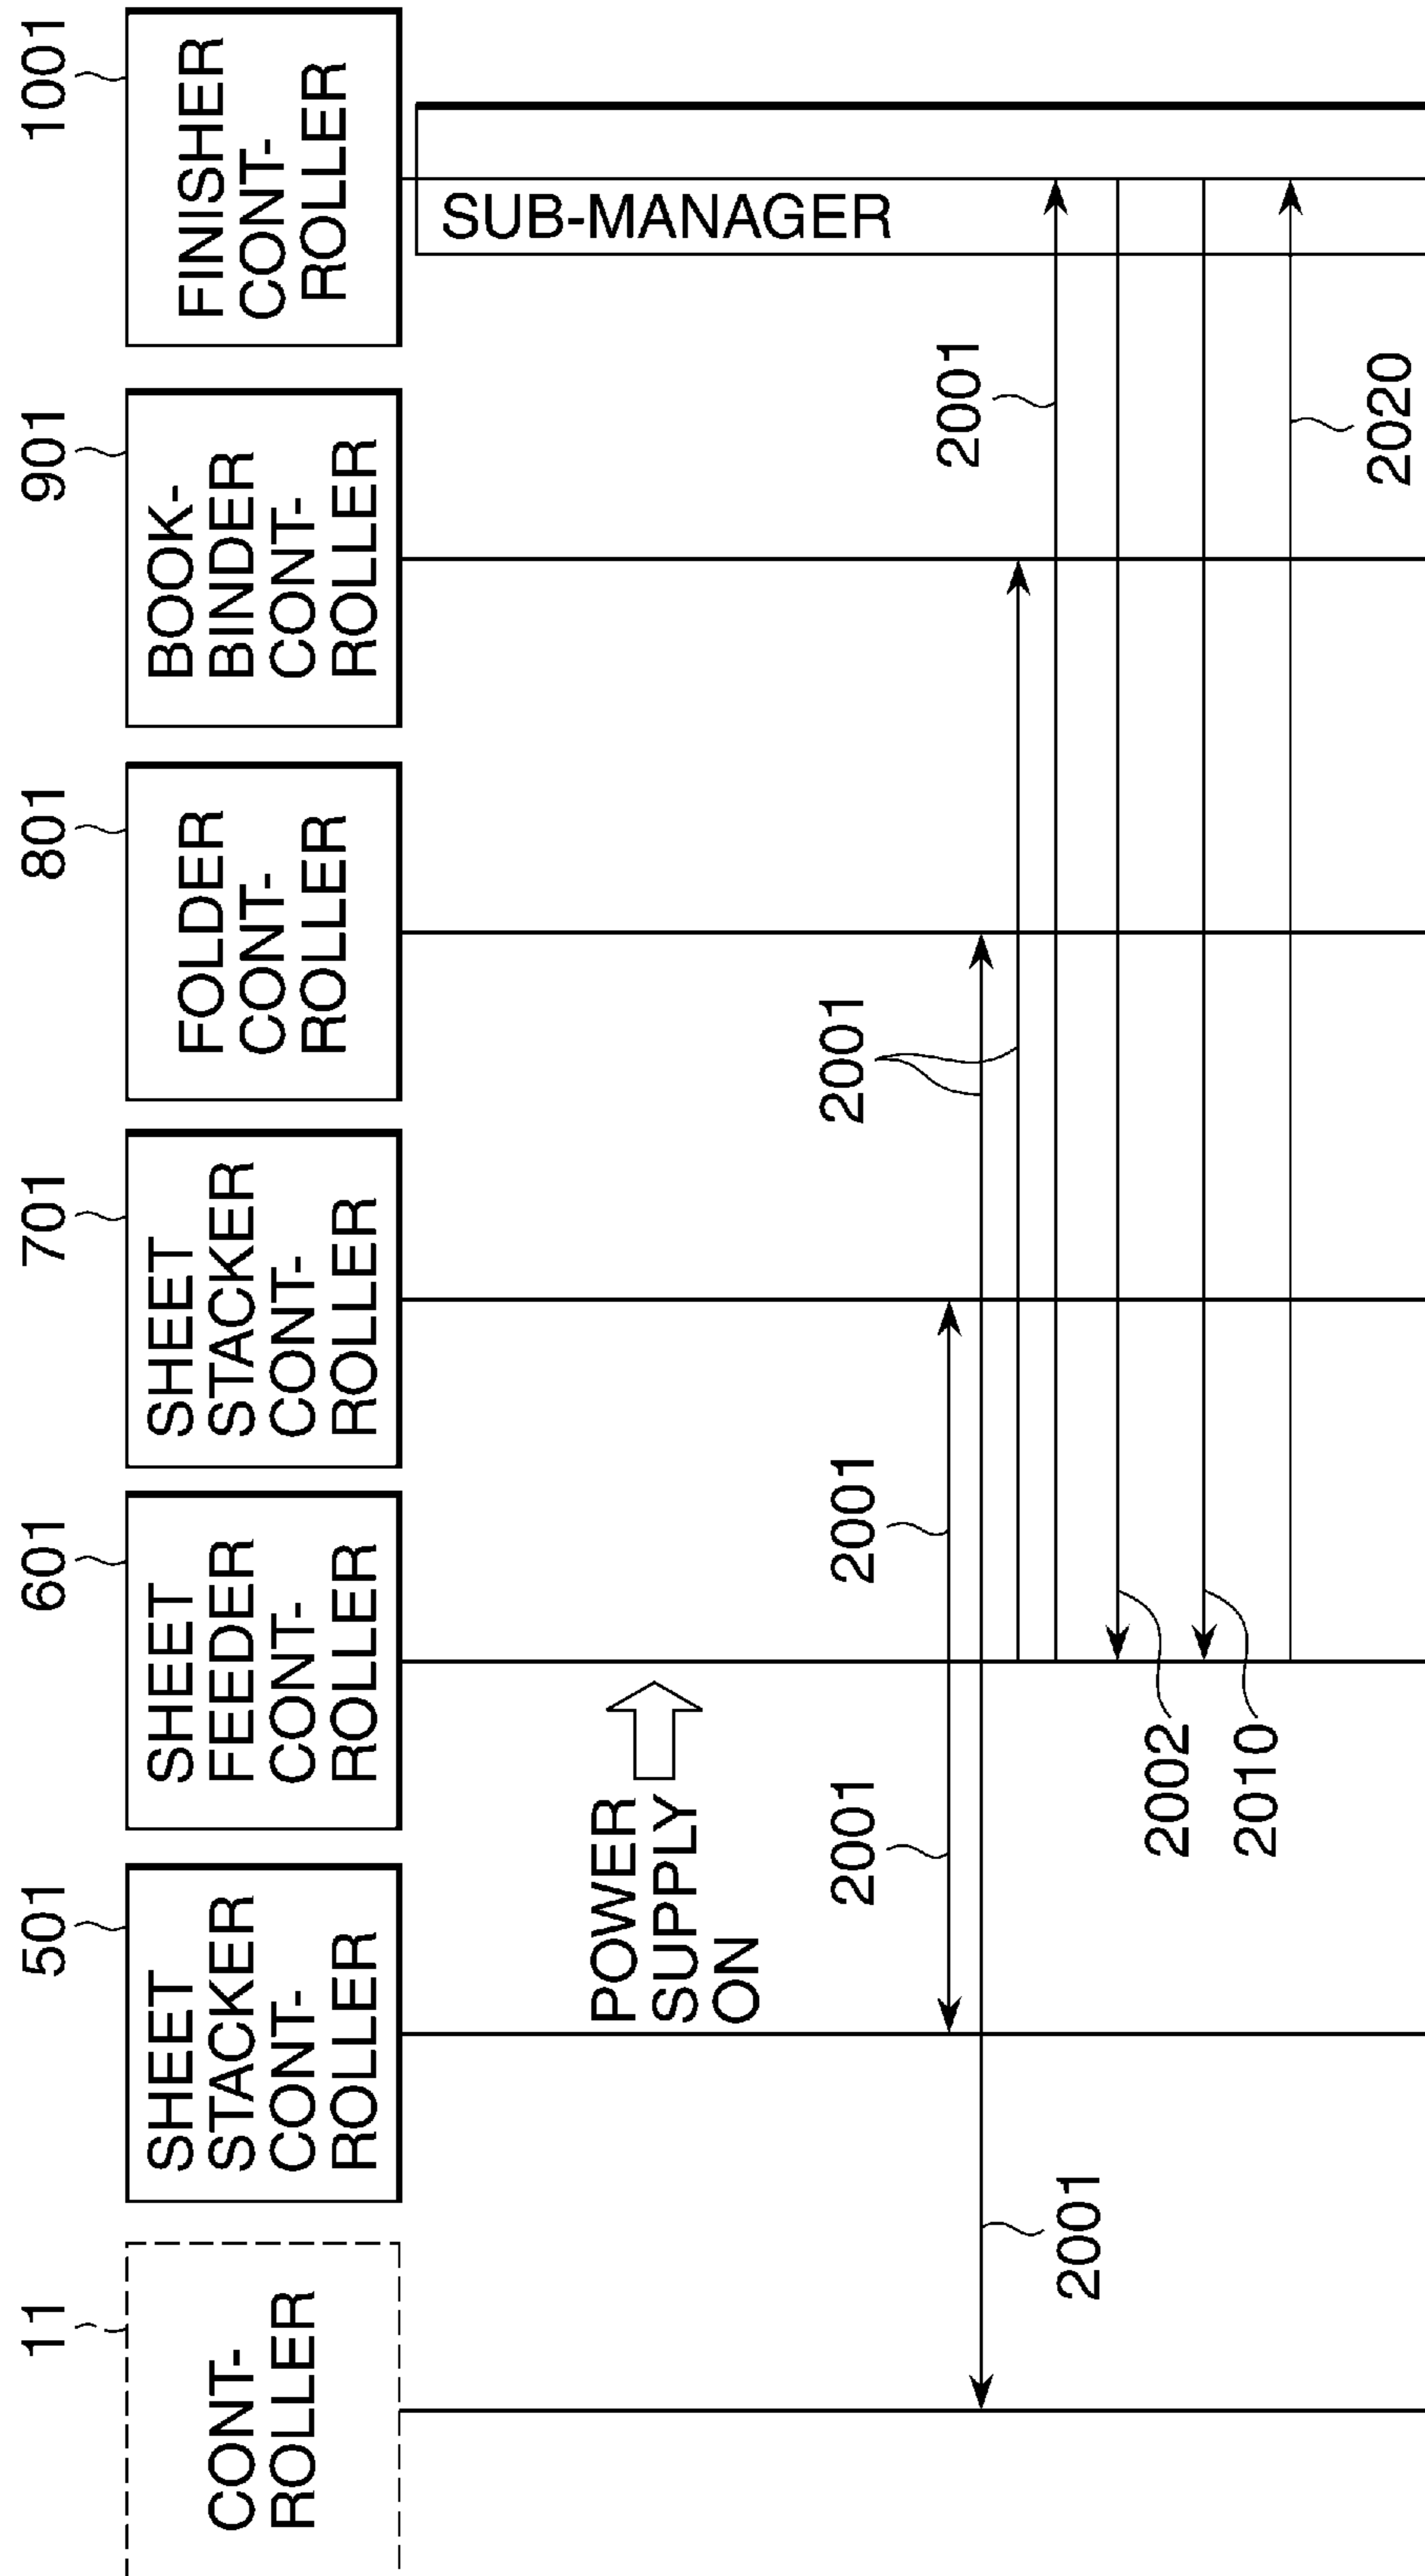 11
CONT-
ROLLER
501
SHEET
STACKER
CONT-
ROLLER
601
SHEET
FEEDER
CONT-
ROLLER
701
SHEET
STACKER
CONT-
ROLLER
801
FOLDER
CONT-
ROLLER
901
BOOK-
BINDER
CONT-
ROLLER
1001
FINISHER
CONT-
ROLLER
SUB-MANAGER
POWER
SUPPLY
ON
2001
2001
2001
2001
2001
2002
2010
2020